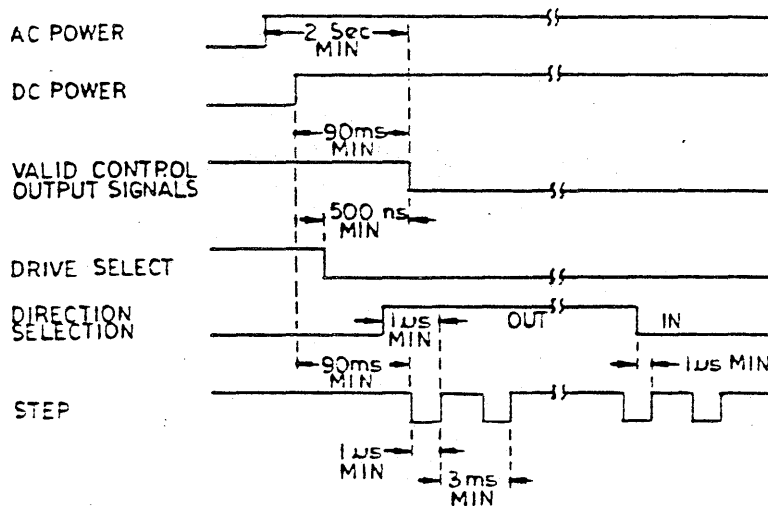 AC POWER
2 Sec
MIN
DC POWER
90ms
MIN
VALID CONTROL
OUTPUT SIGNALS
500 ns
MIN
DRIVE SELECT
DIRECTION
SELECTION
1µs
MIN
OUT
IN
90ms
MIN
1µs MIN
STEP
1µs
MIN
3ms
MIN